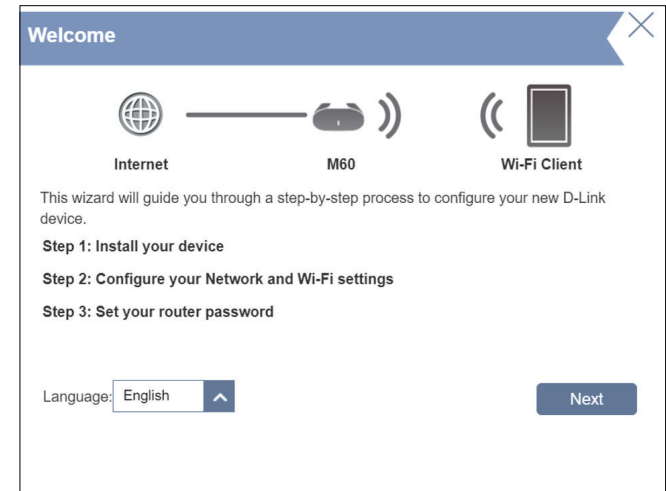 Welcome
Internet
M60
Wi-Fi Client
This wizard will guide you through a step-by-step process to configure your new D-Link
device.
Step 1: Install your device
Step 2: Configure your Network and Wi-Fi settings
Step 3: Set your router password
Language: English
Next